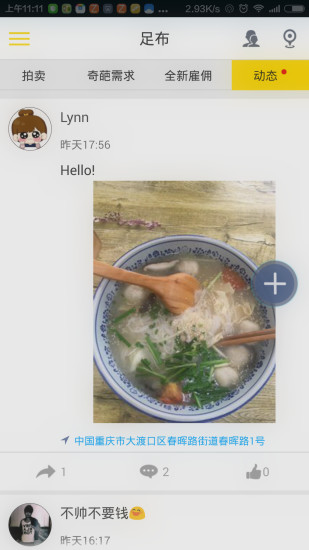 上午11:11 ... 2.93K/s
足布
拍卖 奇葩需求 全新雇佣 动态
Lynn
昨天17:56
Hello!
中国重庆市大渡口区春晖路街道春晖路1号
1 2 0
不帅不要钱😄
昨天16:17